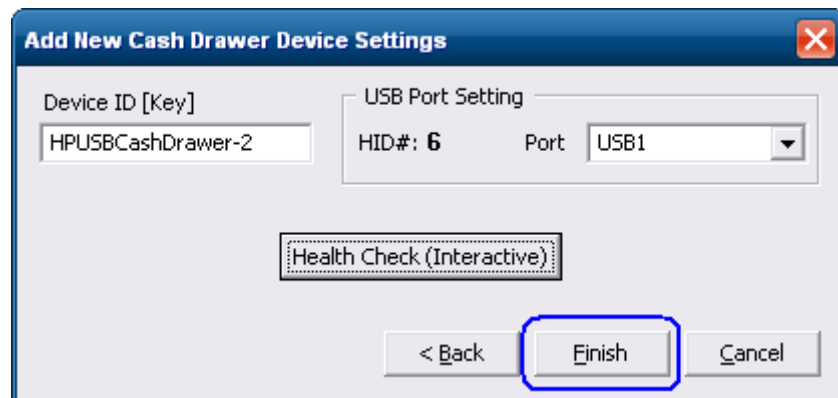 Add New Cash Drawer Device Settings
Device ID [Key]
HPUSBCashDrawer-2
USB Port Setting
HID#: 6
Port
USB1
Health Check (Interactive)
< Back
Finish
Cancel